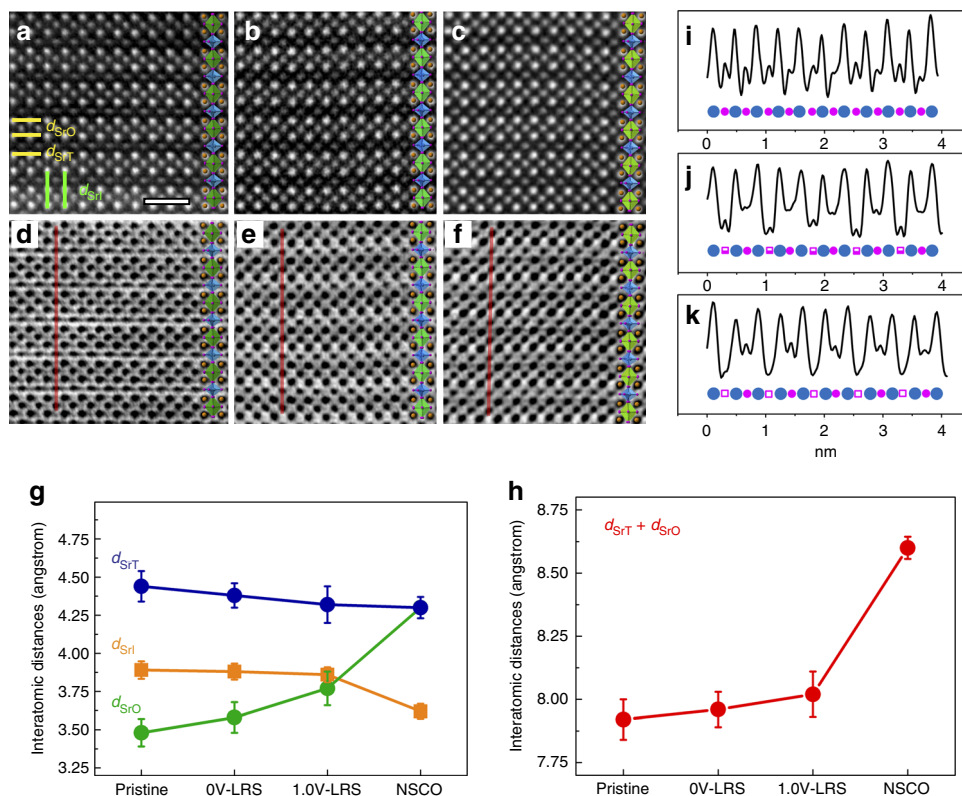 a
b
c
d_SrO
d_SrT
d_SrI
d
e
f
i
0 1 2 3 4
j
0 1 2 3 4
k
0 1 2 3 4
nm
g
Interatomic distances (angstrom)
4.75
4.50
4.25
4.00
3.75
3.50
3.25
d_SrT
d_SrI
d_SrO
Pristine 0V-LRS 1.0V-LRS NSCO
h
Interatomic distances (angstrom)
8.75
8.50
8.25
8.00
7.75
d_SrT + d_SrO
Pristine 0V-LRS 1.0V-LRS NSCO